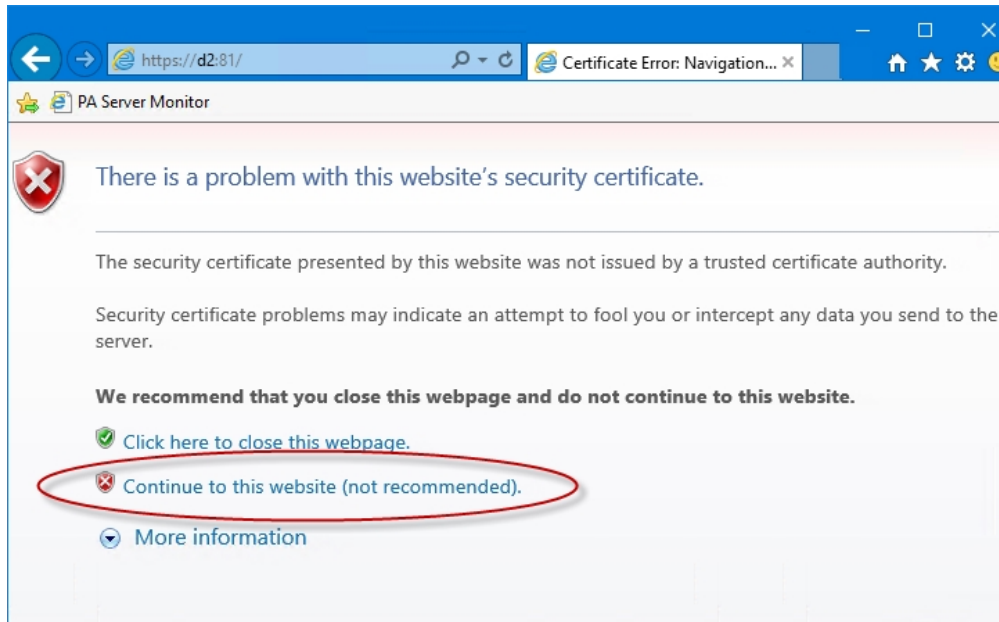 https://d2:81/
Certificate Error: Navigation...
PA Server Monitor
There is a problem with this website's security certificate.
The security certificate presented by this website was not issued by a trusted certificate authority.
Security certificate problems may indicate an attempt to fool you or intercept any data you send to the
server.
We recommend that you close this webpage and do not continue to this website.
Click here to close this webpage.
Continue to this website (not recommended).
More information